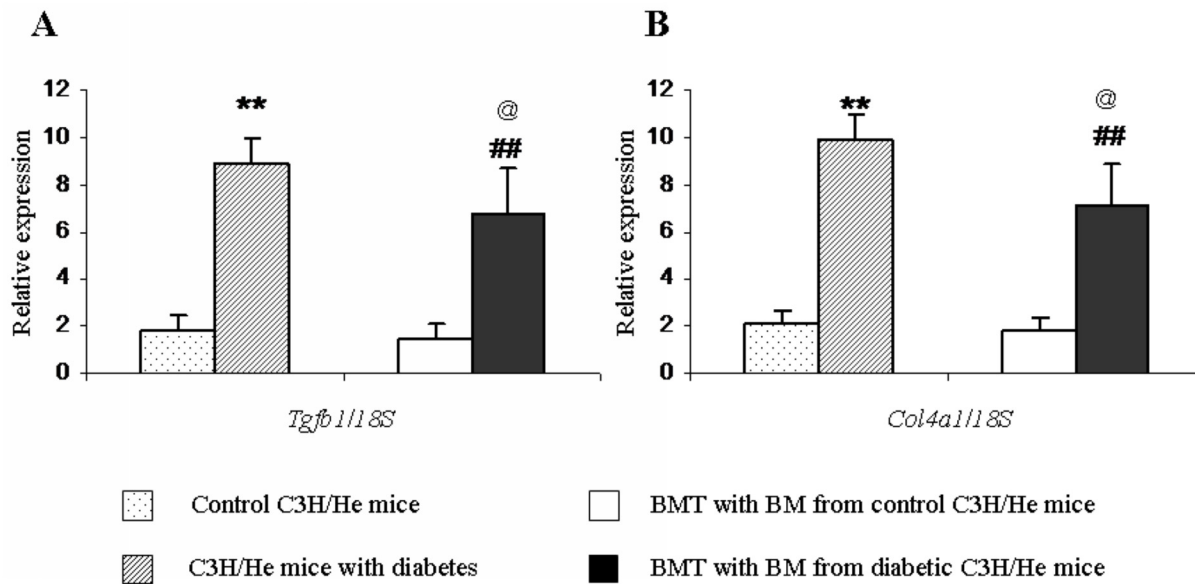 A
B
12
10
8
6
4
2
0
Relative expression
**
@
##
Tgfb1/18S
12
10
8
6
4
2
0
Relative expression
**
@
##
Col4a1/18S
Control C3H/He mice
BMT with BM from control C3H/He mice
C3H/He mice with diabetes
BMT with BM from diabetic C3H/He mice